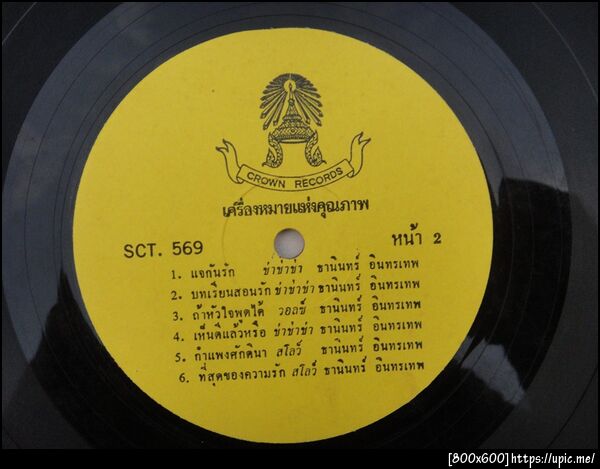 CROWN RECORDS
เครื่องหมายแห่งคุณภาพ
SCT. 569 หน้า 2
1. แจกันรัก ช่าช่าช่า ธานินทร์ อินทรเทพ
2. บทเรียนสอนรัก ช่าช่าช่า ธานินทร์ อินทรเทพ
3. ถ้าหัวใจพูดได้ วอลซ์ ธานินทร์ อินทรเทพ
4. เห็นดีแล้วหรือ ช่าช่าช่า ธานินทร์ อินทรเทพ
5. กำแพงศักดินา สโลว์ ธานินทร์ อินทรเทพ
6. ที่สุดของความรัก สโลว์ ธานินทร์ อินทรเทพ
[800x600]https://upic.me/